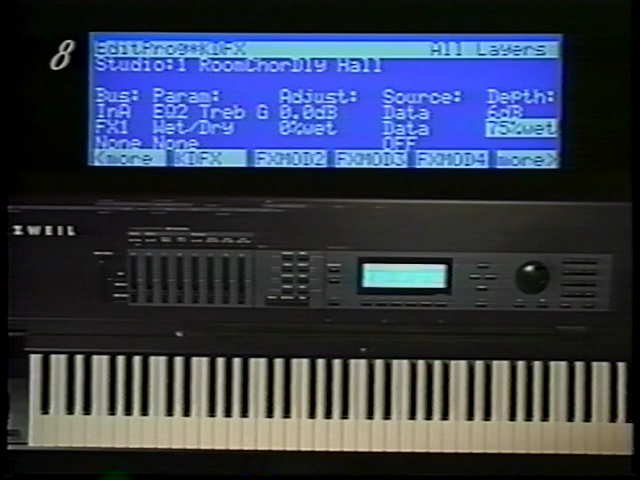 8
EditProg*KDFX All Layers
Studio:1 RoomChorDly Hall
Bus: Param: Adjust: Source: Depth:
InA EQ2 Treb G 0.0dB Data 6dB
FX1 Wet/Dry 0%wet Data 75%wet
None None OFF
<more KDFX FXMOD2 FXMOD3 FXMOD4 more>
ZWEIL